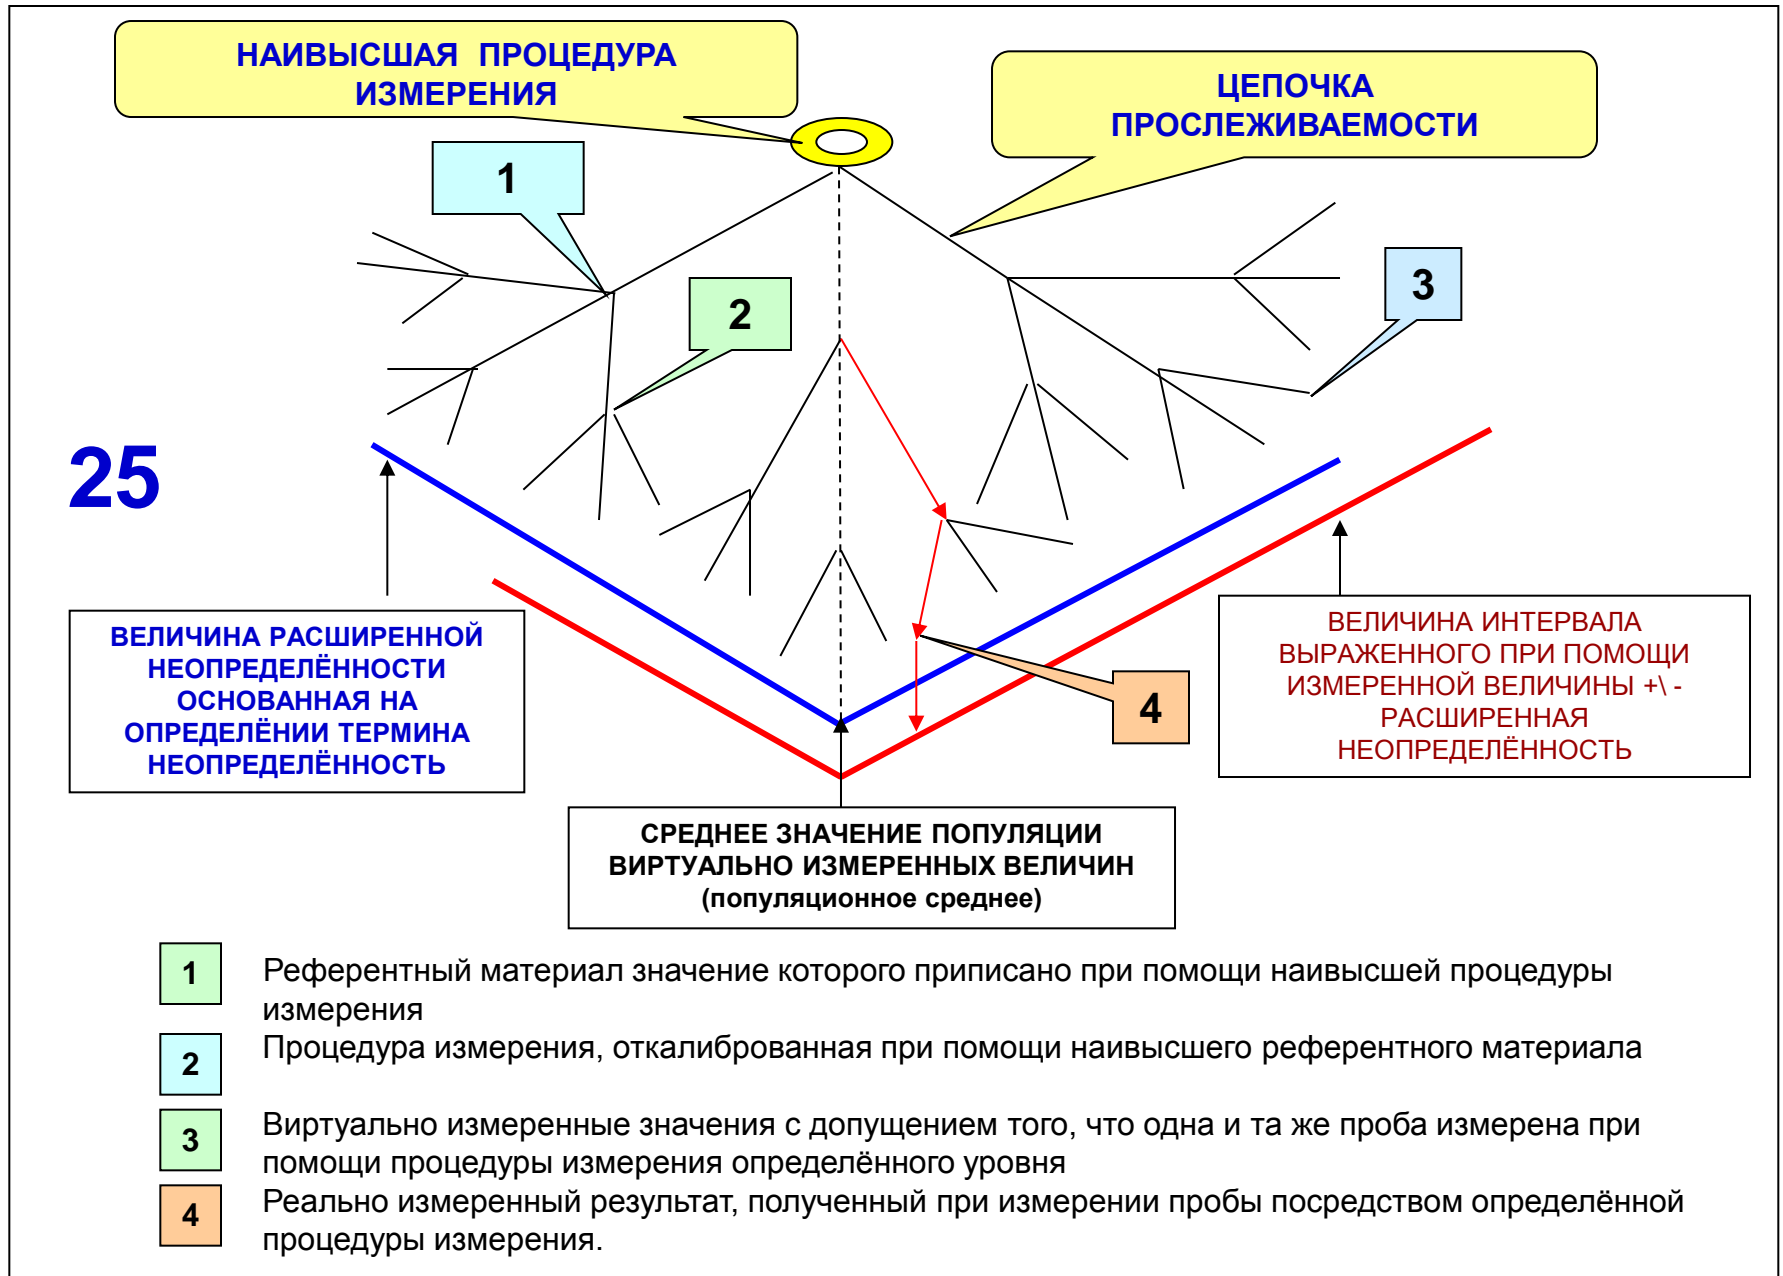 НАИВЫСШАЯ ПРОЦЕДУРА
ИЗМЕРЕНИЯ
ЦЕПОЧКА
ПРОСЛЕЖИВАЕМОСТИ
1
2
3
25
4
ВЕЛИЧИНА РАСШИРЕННОЙ
НЕОПРЕДЕЛЁННОСТИ
ОСНОВАННАЯ НА
ОПРЕДЕЛЁНИИ ТЕРМИНА
НЕОПРЕДЕЛЁННОСТЬ
ВЕЛИЧИНА ИНТЕРВАЛА
ВЫРАЖЕННОГО ПРИ ПОМОЩИ
ИЗМЕРЕННОЙ ВЕЛИЧИНЫ +\ -
РАСШИРЕННАЯ
НЕОПРЕДЕЛЁННОСТЬ
СРЕДНЕЕ ЗНАЧЕНИЕ ПОПУЛЯЦИИ
ВИРТУАЛЬНО ИЗМЕРЕННЫХ ВЕЛИЧИН
(популяционное среднее)
1 Референтный материал значение которого приписано при помощи наивысшей процедуры
измерения
2 Процедура измерения, откалиброванная при помощи наивысшего референтного материала
3 Виртуально измеренные значения с допущением того, что одна и та же проба измерена при
помощи процедуры измерения определённого уровня
4 Реально измеренный результат, полученный при измерении пробы посредством определённой
процедуры измерения.